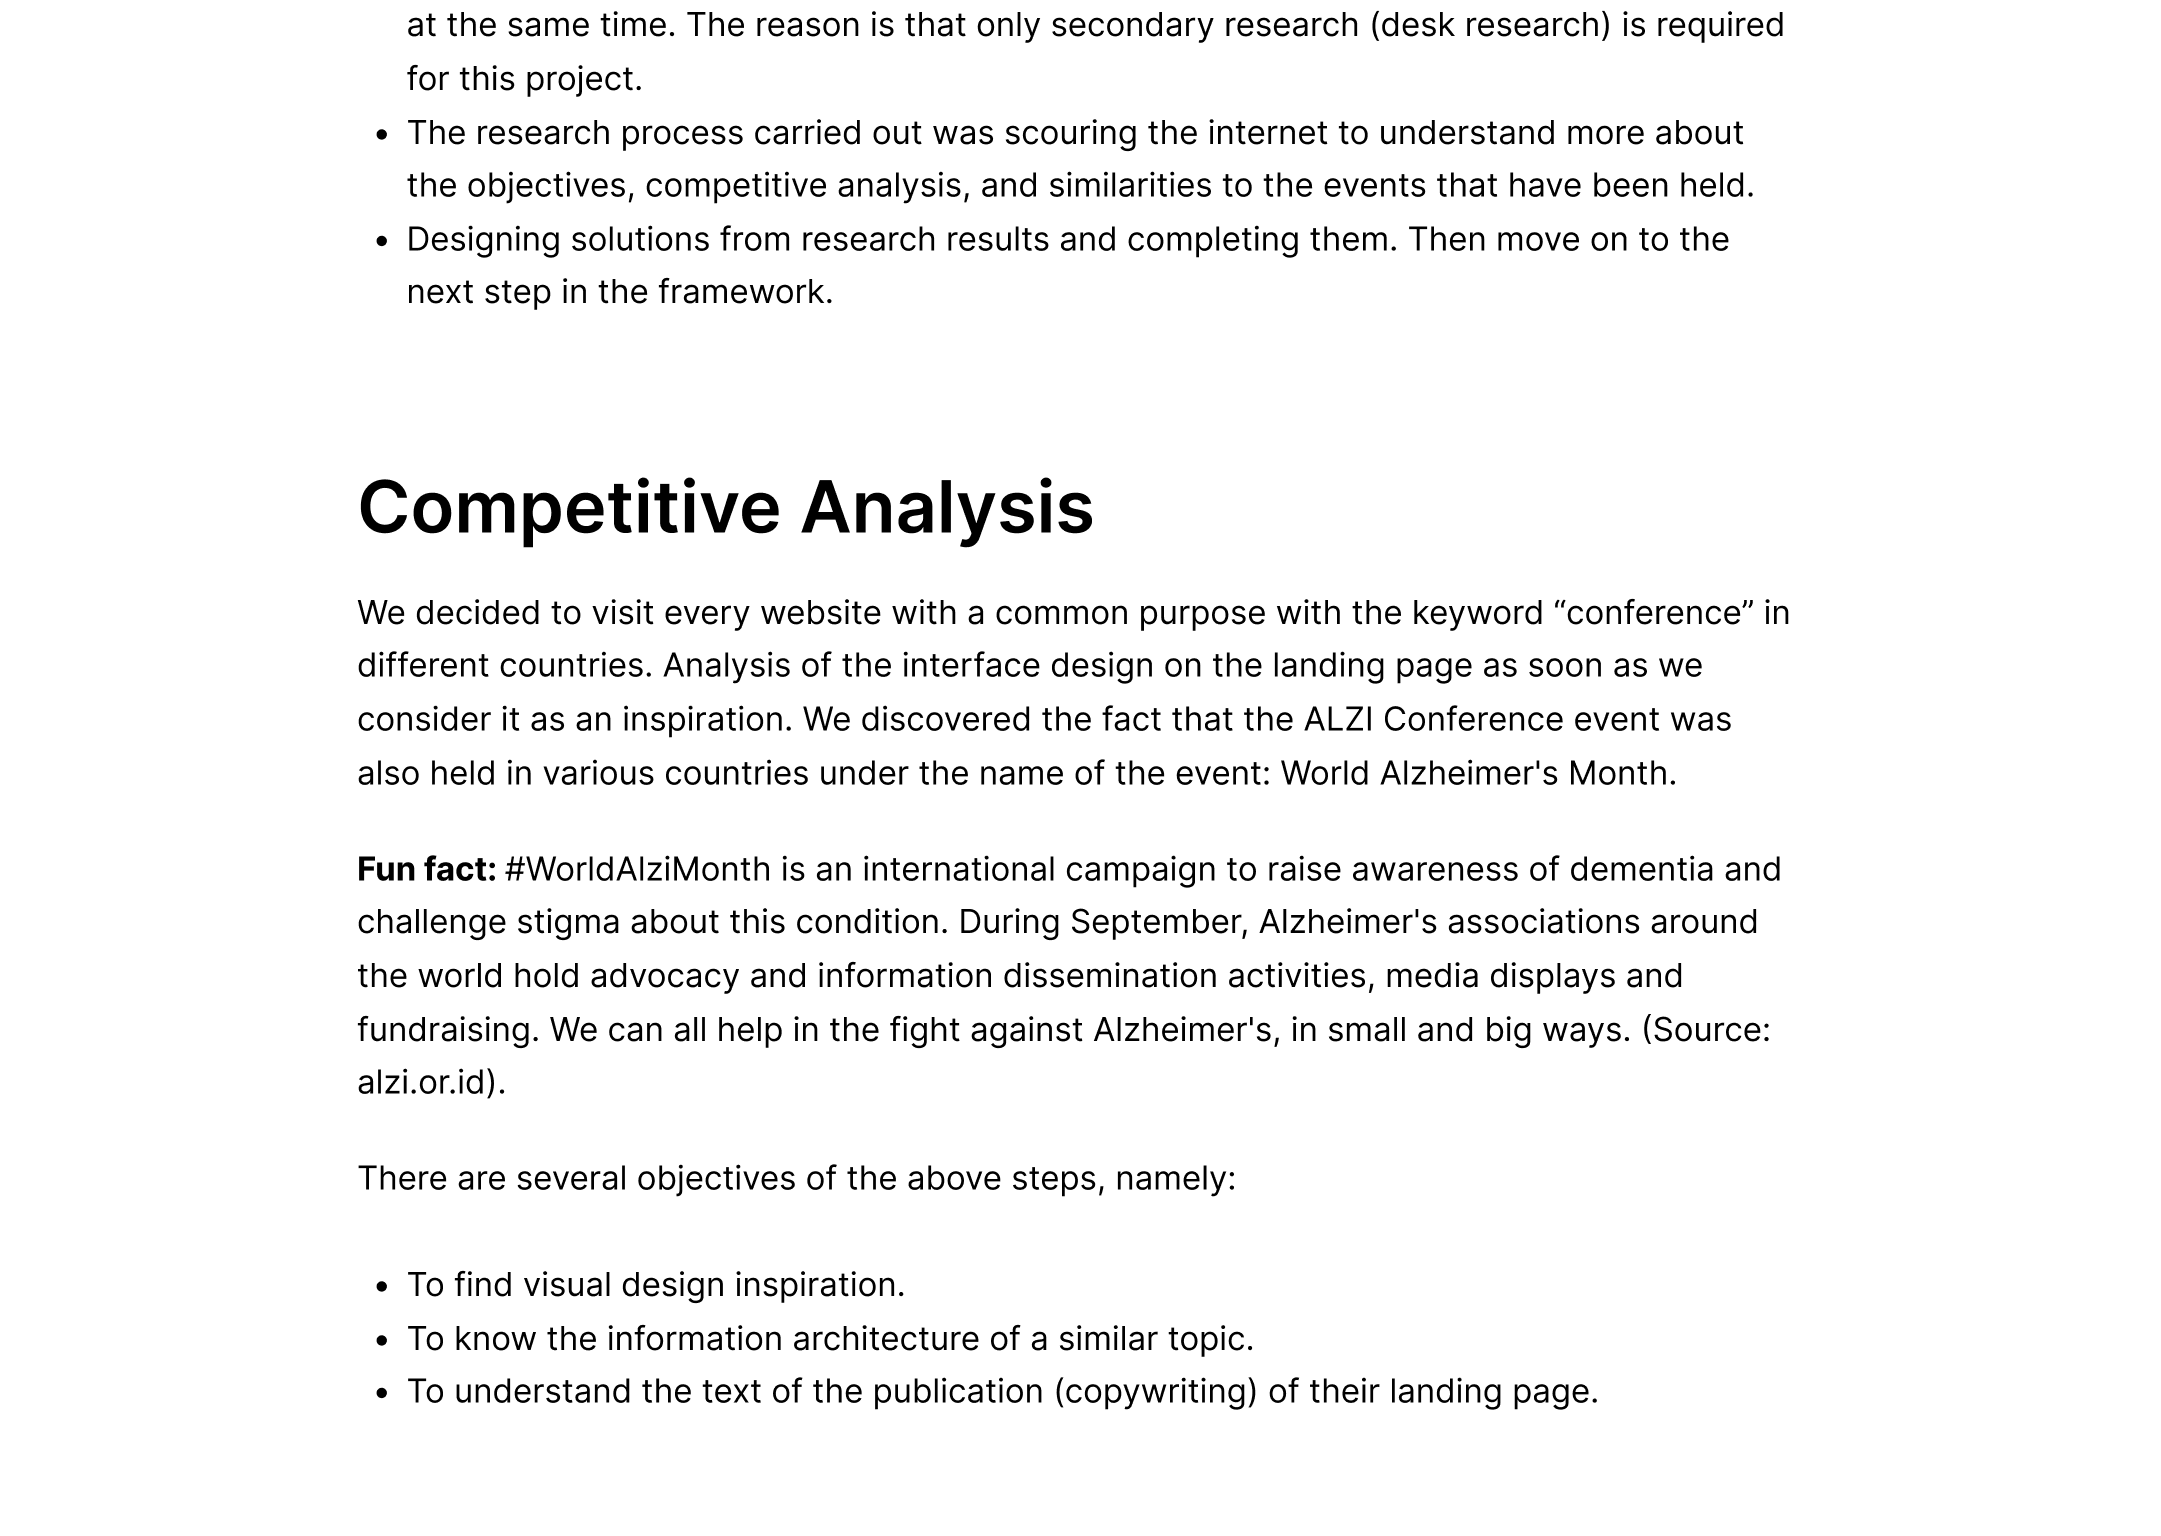 at the same time. The reason is that only secondary research (desk research) is required
for this project.
• The research process carried out was scouring the internet to understand more about
the objectives, competitive analysis, and similarities to the events that have been held.
• Designing solutions from research results and completing them. Then move on to the
next step in the framework.
Competitive Analysis
We decided to visit every website with a common purpose with the keyword “conference” in
different countries. Analysis of the interface design on the landing page as soon as we
consider it as an inspiration. We discovered the fact that the ALZI Conference event was
also held in various countries under the name of the event: World Alzheimer's Month.
Fun fact: #WorldAlziMonth is an international campaign to raise awareness of dementia and
challenge stigma about this condition. During September, Alzheimer's associations around
the world hold advocacy and information dissemination activities, media displays and
fundraising. We can all help in the fight against Alzheimer's, in small and big ways. (Source:
alzi.or.id).
There are several objectives of the above steps, namely:
• To find visual design inspiration.
• To know the information architecture of a similar topic.
• To understand the text of the publication (copywriting) of their landing page.